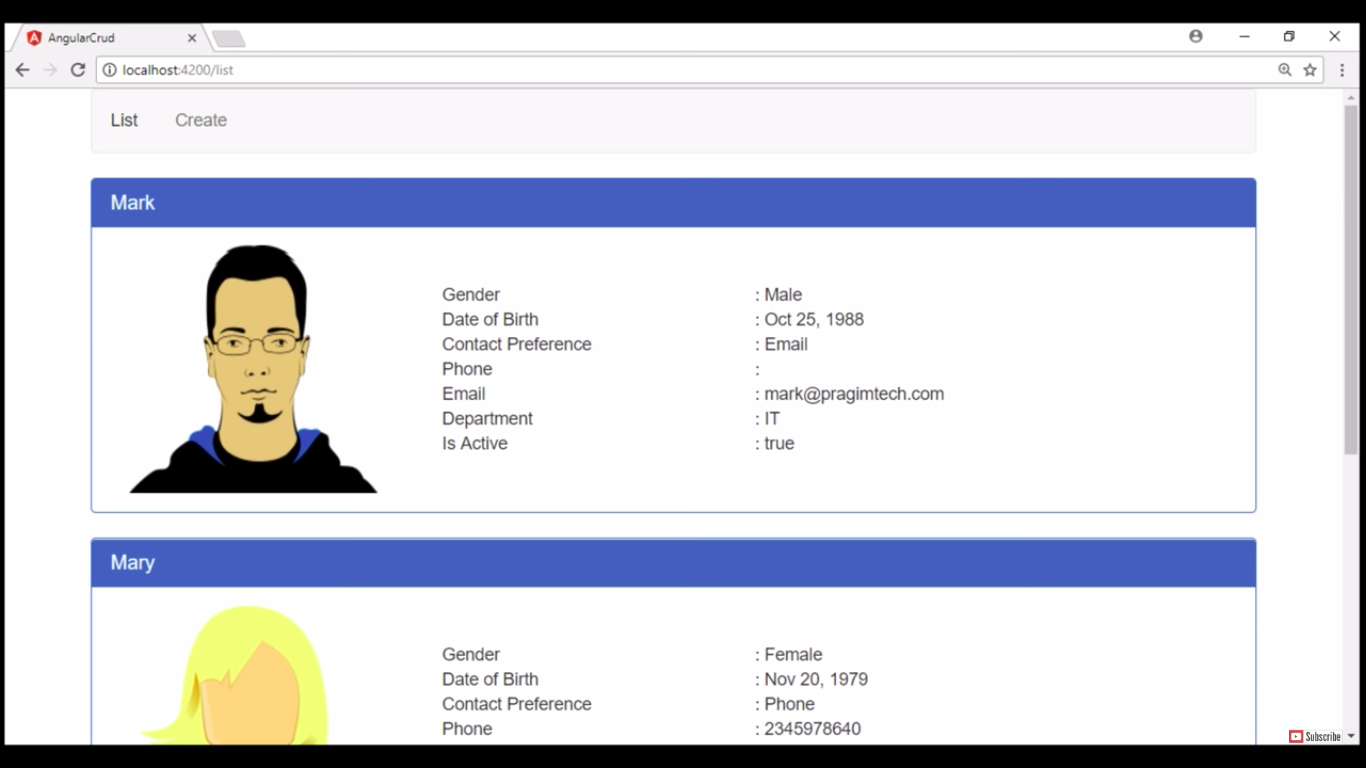 AngularCrud
localhost:4200/list
List Create
Mark
Gender : Male
Date of Birth : Oct 25, 1988
Contact Preference : Email
Phone :
Email : mark@pragimtech.com
Department : IT
Is Active : true
Mary
Gender : Female
Date of Birth : Nov 20, 1979
Contact Preference : Phone
Phone : 2345978640
Subscribe